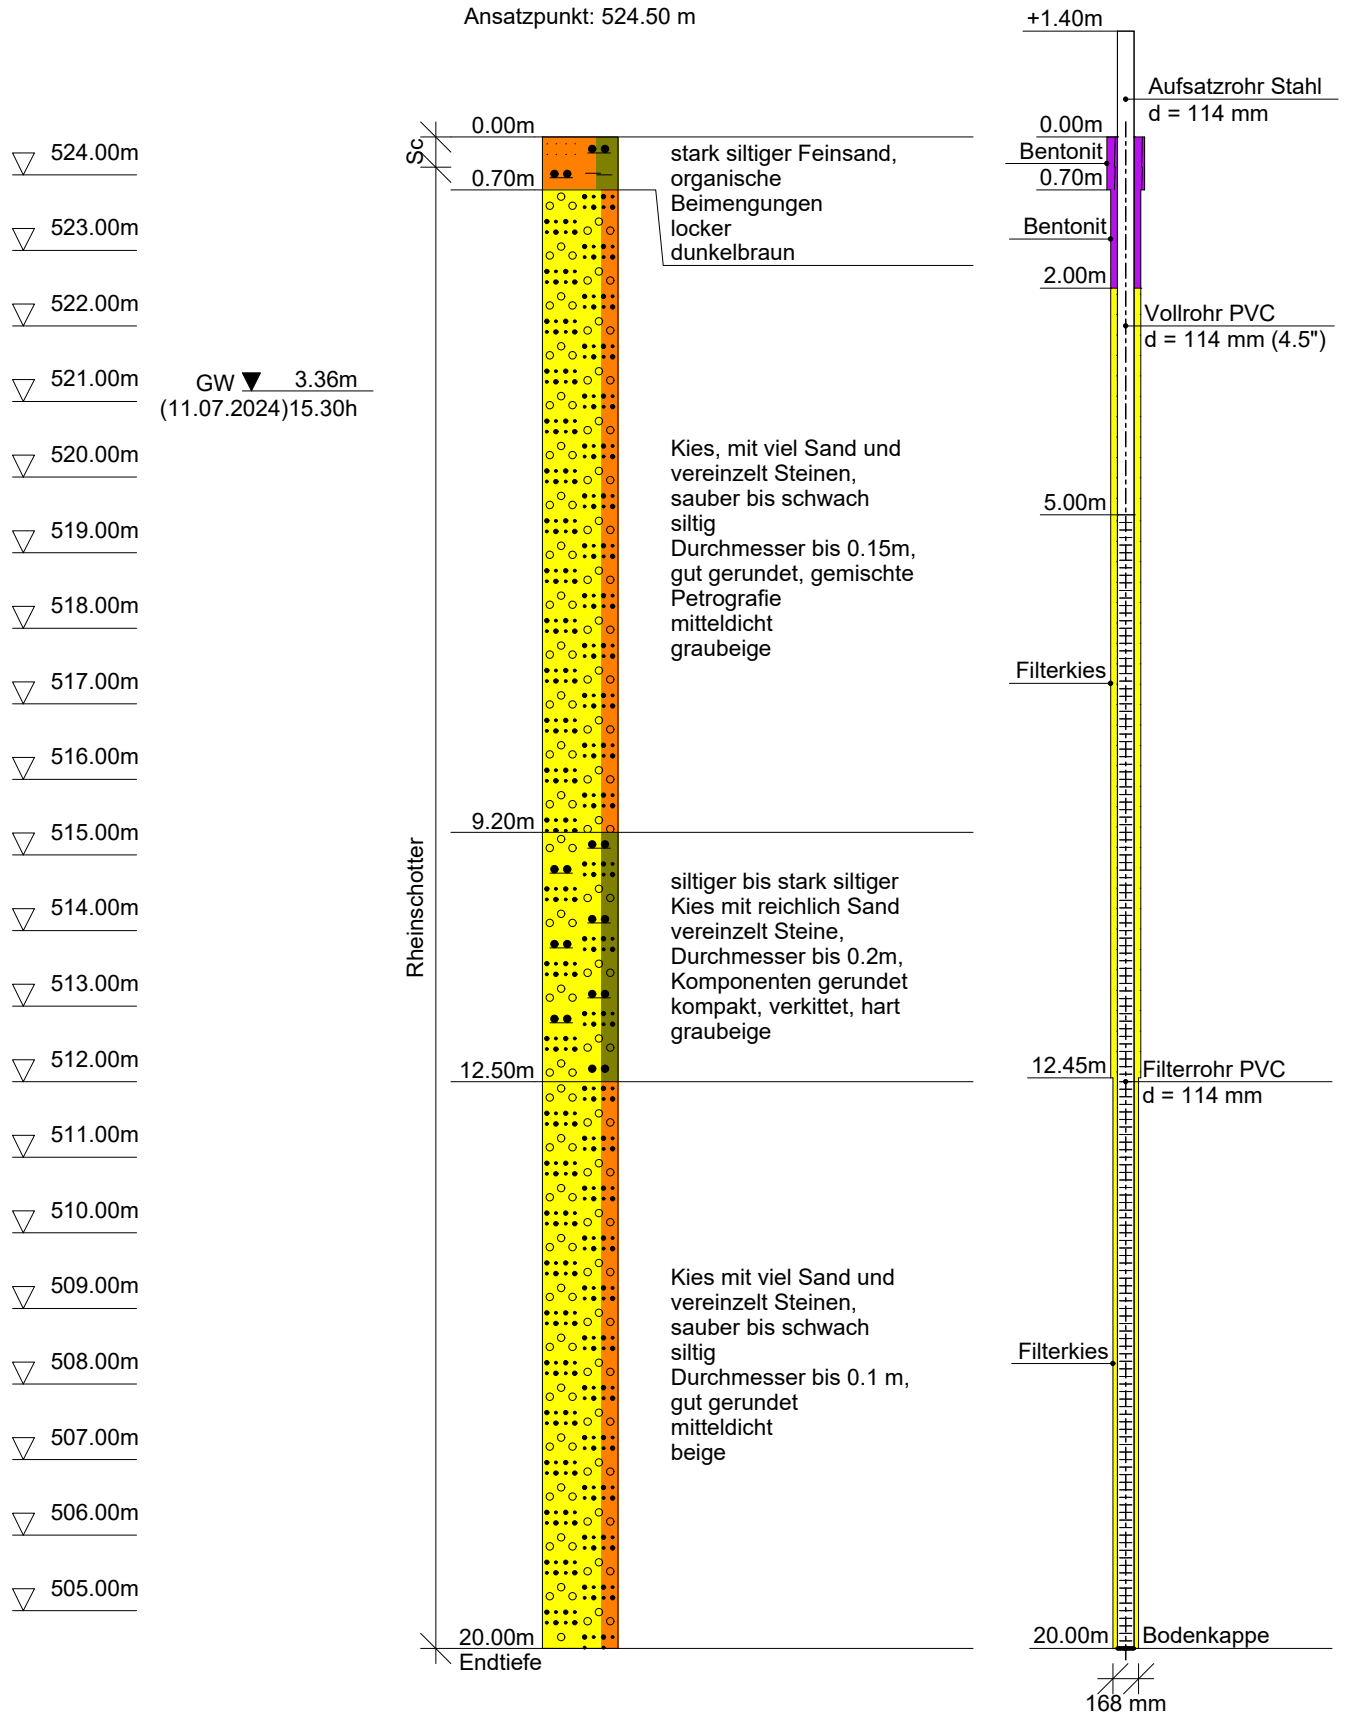 Ansatzpunkt: 524.50 m
524.00m
523.00m
522.00m
521.00m
520.00m
519.00m
518.00m
517.00m
516.00m
515.00m
514.00m
513.00m
512.00m
511.00m
510.00m
509.00m
508.00m
507.00m
506.00m
505.00m
GW 3.36m
(11.07.2024)15.30h
Sc
Rheinschotter
0.00m
0.70m
9.20m
12.50m
20.00m
Endtiefe
stark siltiger Feinsand,
organische
Beimengungen
locker
dunkelbraun
Kies, mit viel Sand und
vereinzelt Steinen,
sauber bis schwach
siltig
Durchmesser bis 0.15m,
gut gerundet, gemischte
Petrografie
mitteldicht
graubeige
siltiger bis stark siltiger
Kies mit reichlich Sand
vereinzelt Steine,
Durchmesser bis 0.2m,
Komponenten gerundet
kompakt, verkittet, hart
graubeige
Kies mit viel Sand und
vereinzelt Steinen,
sauber bis schwach
siltig
Durchmesser bis 0.1 m,
gut gerundet
mitteldicht
beige
+1.40m
Aufsatzrohr Stahl
d = 114 mm
0.00m
Bentonit
0.70m
Bentonit
2.00m
Vollrohr PVC
d = 114 mm (4.5")
5.00m
Filterkies
12.45m
Filterrohr PVC
d = 114 mm
Filterkies
20.00m
Bodenkappe
168 mm